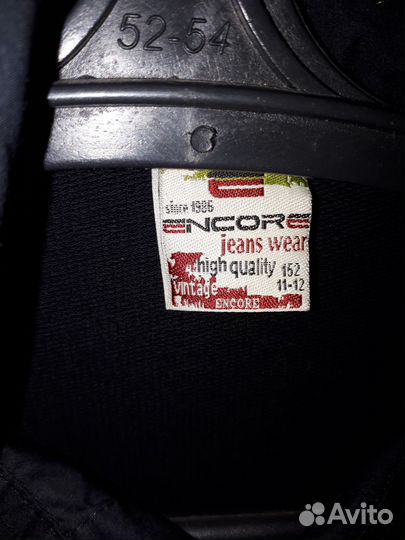 52-54
C
E
since 1986
ENCORE
jeans wear
high quality 152
vintage 11-12
ENCORE
Avito